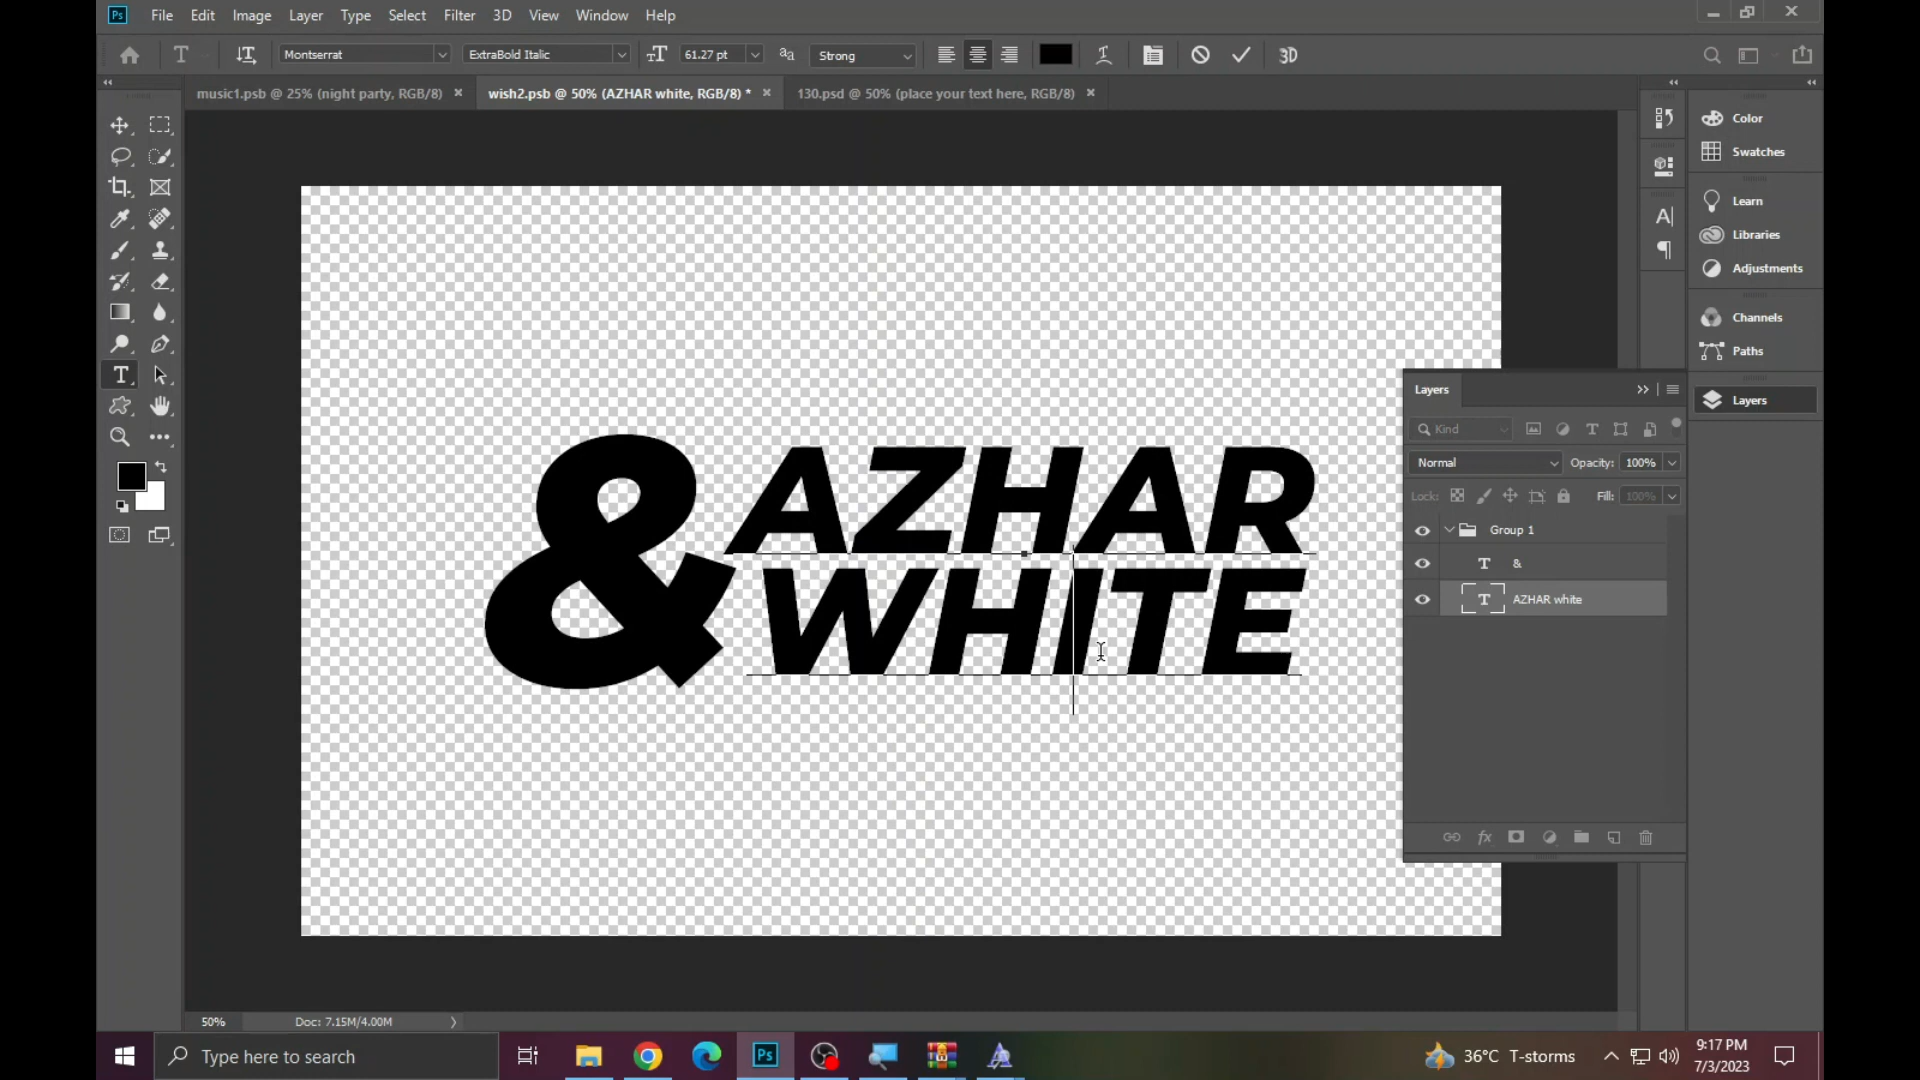 Ps File Edit Image Layer Type Select Filter 3D View Window Help
T Montserrat ExtraBold Italic 61.27 pt aa Strong 3D
music1.psb @ 25% (night party, RGB/8) wish2.psb @ 50% (AZHAR white, RGB/8) * 130.psd @ 50% (place your text here, RGB/8)
Color
Swatches
Learn
Libraries
Adjustments
Channels
Paths
Layers
& AZHAR
WHITE
Layers
Kind
Normal Opacity: 100%
Lock: Fill: 100%
Group 1
T &
T AZHAR white
fx
50% Doc: 7.15M/4.00M
Type here to search
Ps
36°C T-storms
9:17 PM
7/3/2023